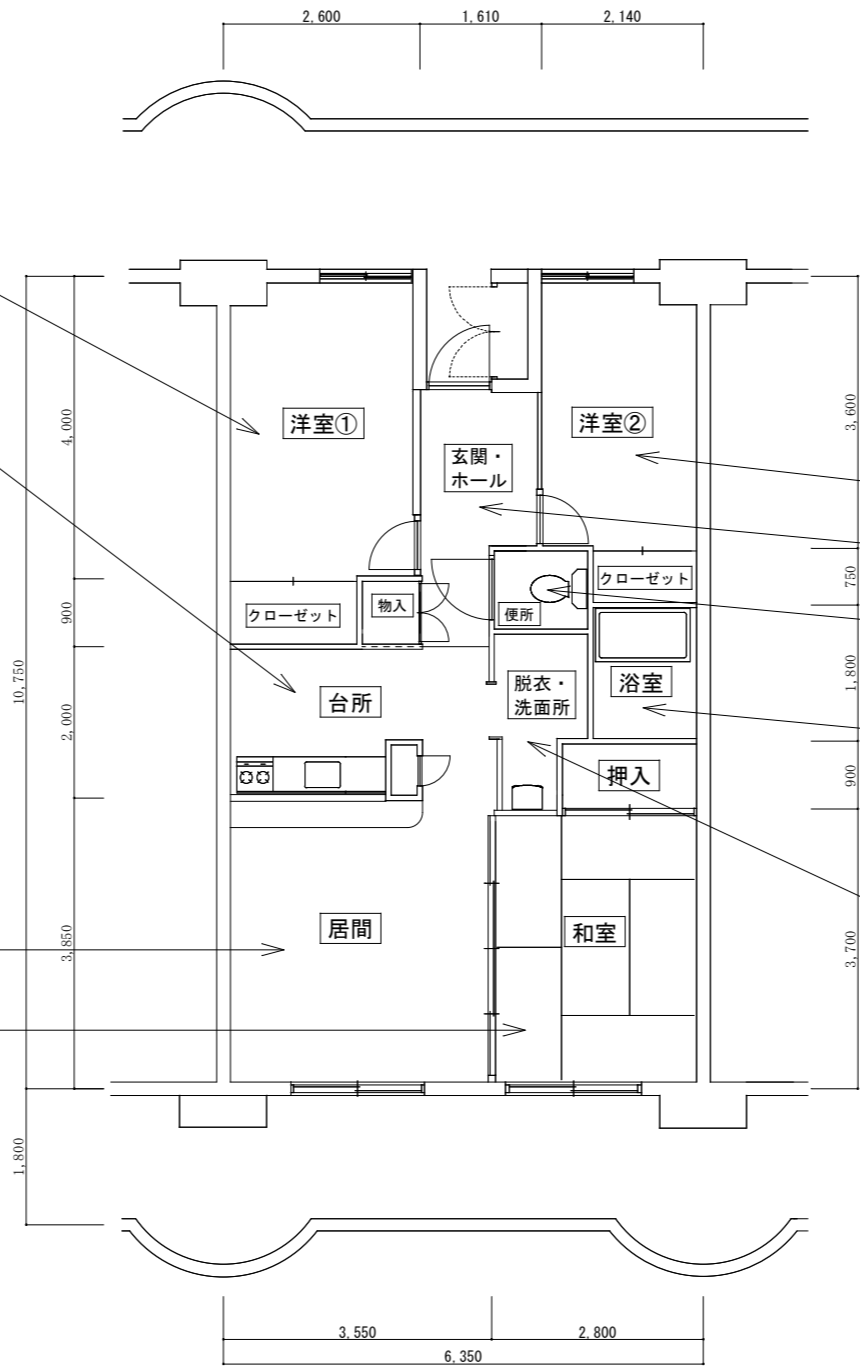 2,600
1,610
2,140
洋室①
洋室②
玄関・
ホール
4,000
3,600
クローゼット
物入
便所
クローゼット
900
750
10,750
台所
脱衣・
洗面所
浴室
2,000
1,800
押入
900
居間
和室
3,850
3,700
1,800
3,550
2,800
6,350